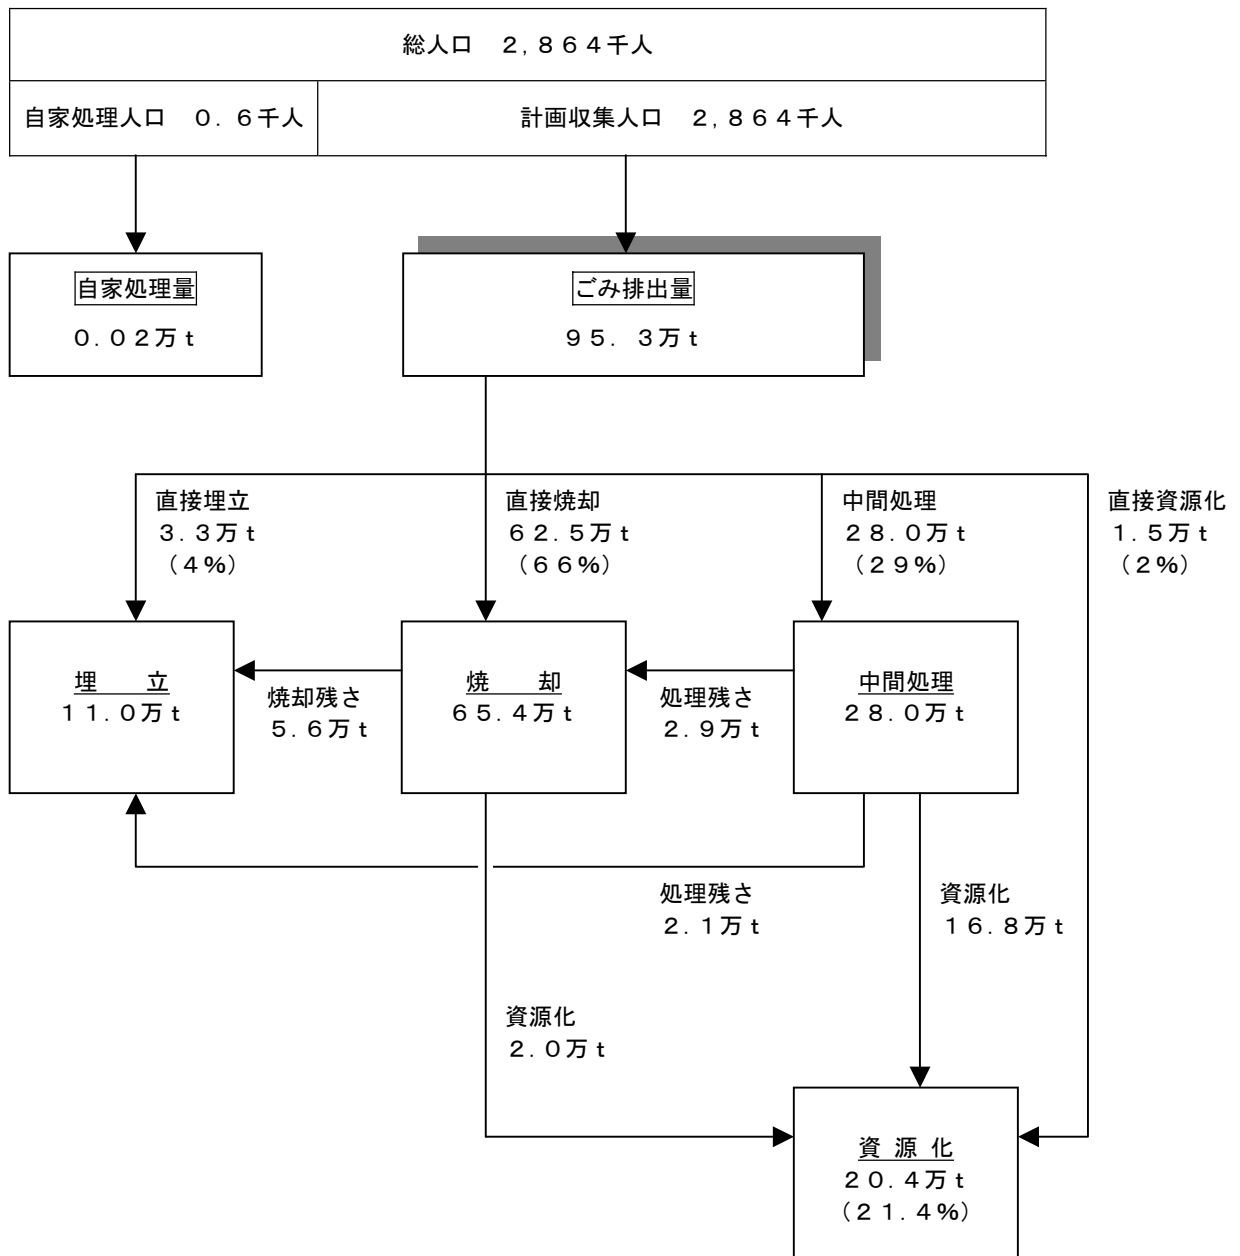 総人口　２,８６４千人
自家処理人口　０.６千人
計画収集人口　２,８６４千人
自家処理量
０.０２万ｔ
ごみ排出量
９５.３万ｔ
直接埋立
３.３万ｔ
（４％）
直接焼却
６２.５万ｔ
（６６％）
中間処理
２８.０万ｔ
（２９％）
直接資源化
１.５万ｔ
（２％）
埋　　立
１１.０万ｔ
焼却残さ
５.６万ｔ
焼　　却
６５.４万ｔ
処理残さ
２.９万ｔ
中間処理
２８.０万ｔ
処理残さ
２.１万ｔ
資源化
１６.８万ｔ
資源化
２.０万ｔ
資 源 化
２０.４万ｔ
（２１.４％）